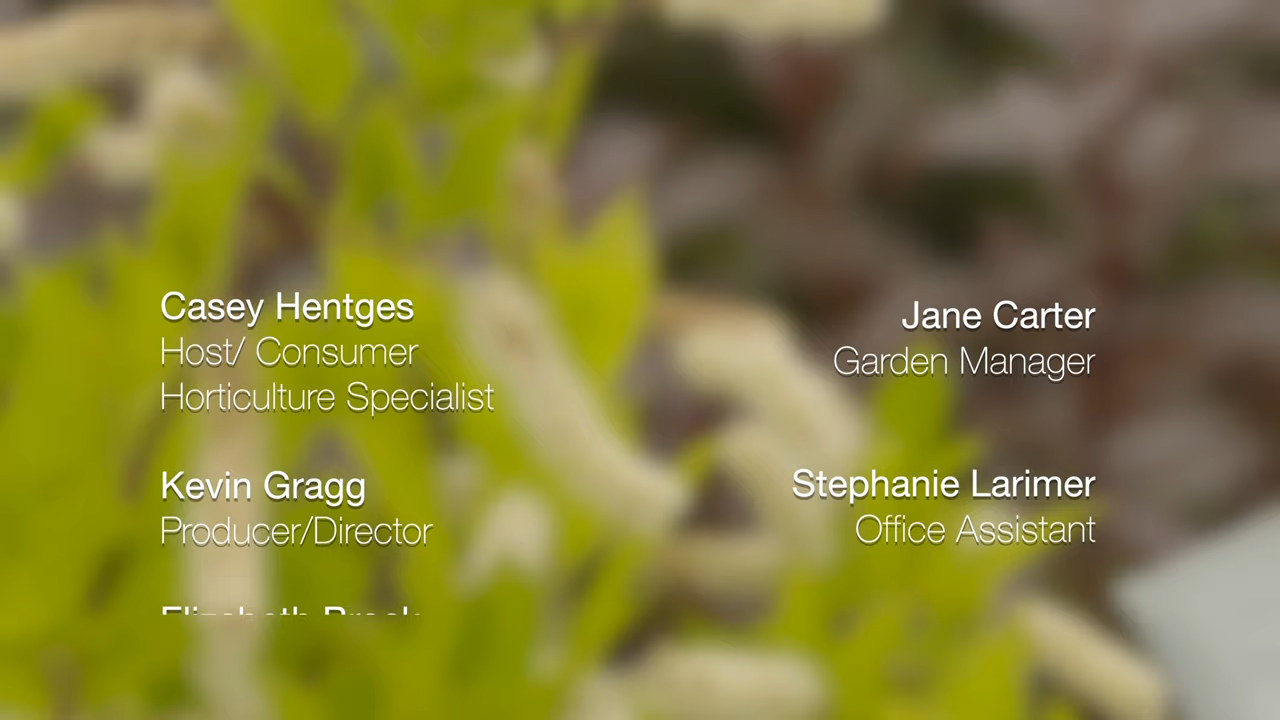 Casey Hentges
Host/ Consumer
Horticulture Specialist
Kevin Gragg
Producer/Director
Jane Carter
Garden Manager
Stephanie Larimer
Office Assistant